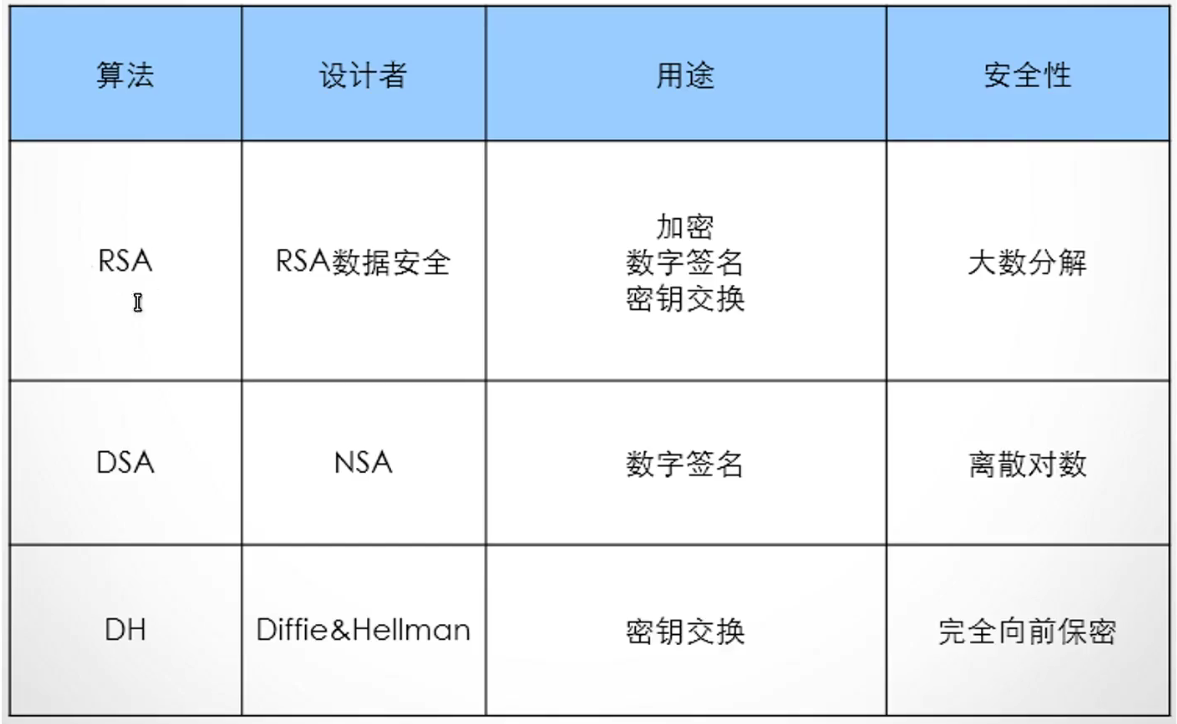 算法 设计者 用途 安全性
RSA RSA数据安全 加密
数字签名
密钥交换 大数分解
DSA NSA 数字签名 离散对数
DH Diffie&Hellman 密钥交换 完全向前保密